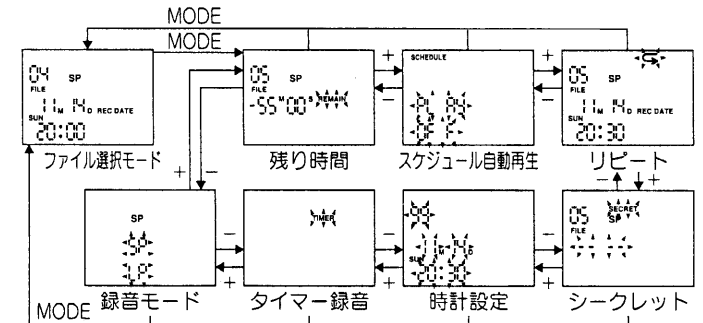 MODE
MODE
04 SP
FILE
11M 14D REC DATE
SUN
20:00
ファイル選択モード
05 SP
FILE
-55M00S REMAIN
残り時間
SCHEDULE
PL AY
OF F
スケジュール自動再生
05 SP
FILE
11M 14D REC DATE
SUN
20:30
リピート
+
-
+
-
+
-
+
-
+
SP
SP
LP
録音モード
TIMER
タイマー録音
99
11M 14D
SUN
20:30
時計設定
SECRET
05 SP
FILE
-- --
シークレット
-
+
-
+
-
+
MODE